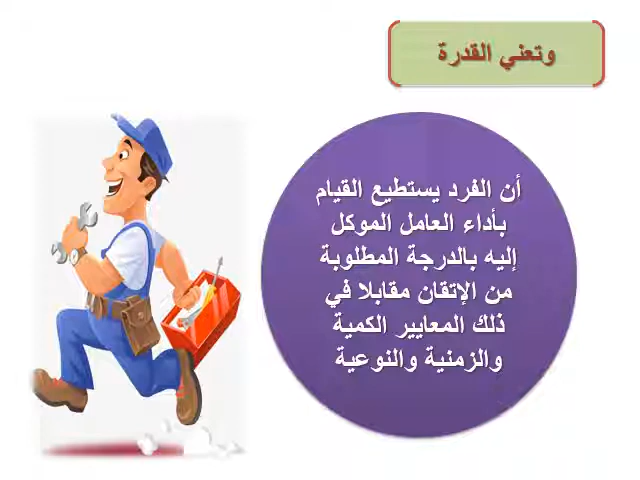 وتعني القدرة
أن الفرد يستطيع القيام
بأداء العامل الموكل
إليه بالدرجة المطلوبة
من الإتقان مقابلا في
ذلك المعايير الكمية
والزمنية والنوعية